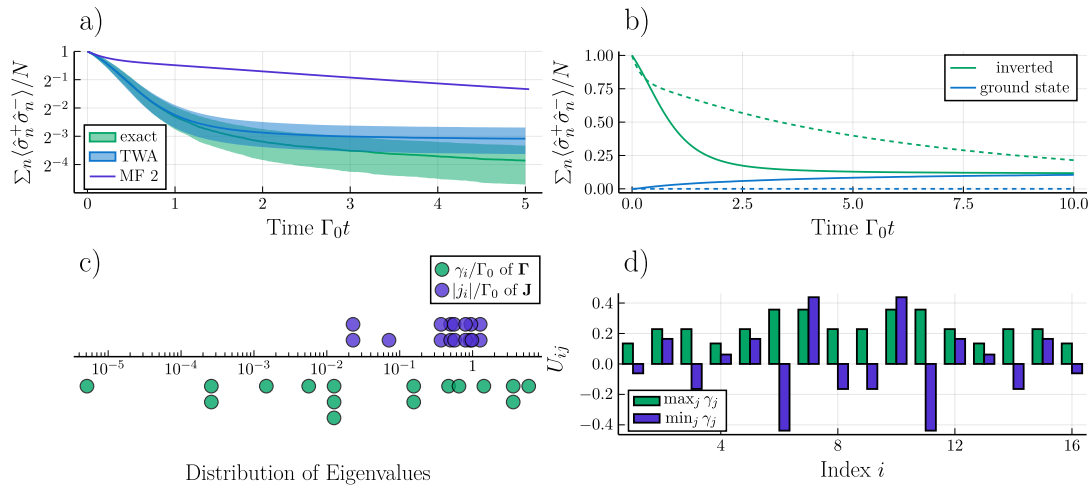 a)
Σₙ⟨σ̂ₙ⁺σ̂ₙ⁻⟩/N
1
2⁻¹
2⁻²
2⁻³
2⁻⁴
exact
TWA
MF 2
0 1 2 3 4 5
Time Γ₀t
b)
Σₙ⟨σ̂ₙ⁺σ̂ₙ⁻⟩/N
1.00
0.75
0.50
0.25
0.00
inverted
ground state
0.0 2.5 5.0 7.5 10.0
Time Γ₀t
c)
γᵢ/Γ₀ of Γ
|jᵢ|/Γ₀ of J
10⁻⁵ 10⁻⁴ 10⁻³ 10⁻² 10⁻¹ 1
Distribution of Eigenvalues
d)
Uᵢⱼ
0.4
0.2
0.0
−0.2
−0.4
maxⱼ γⱼ
minⱼ γⱼ
4 8 12 16
Index i